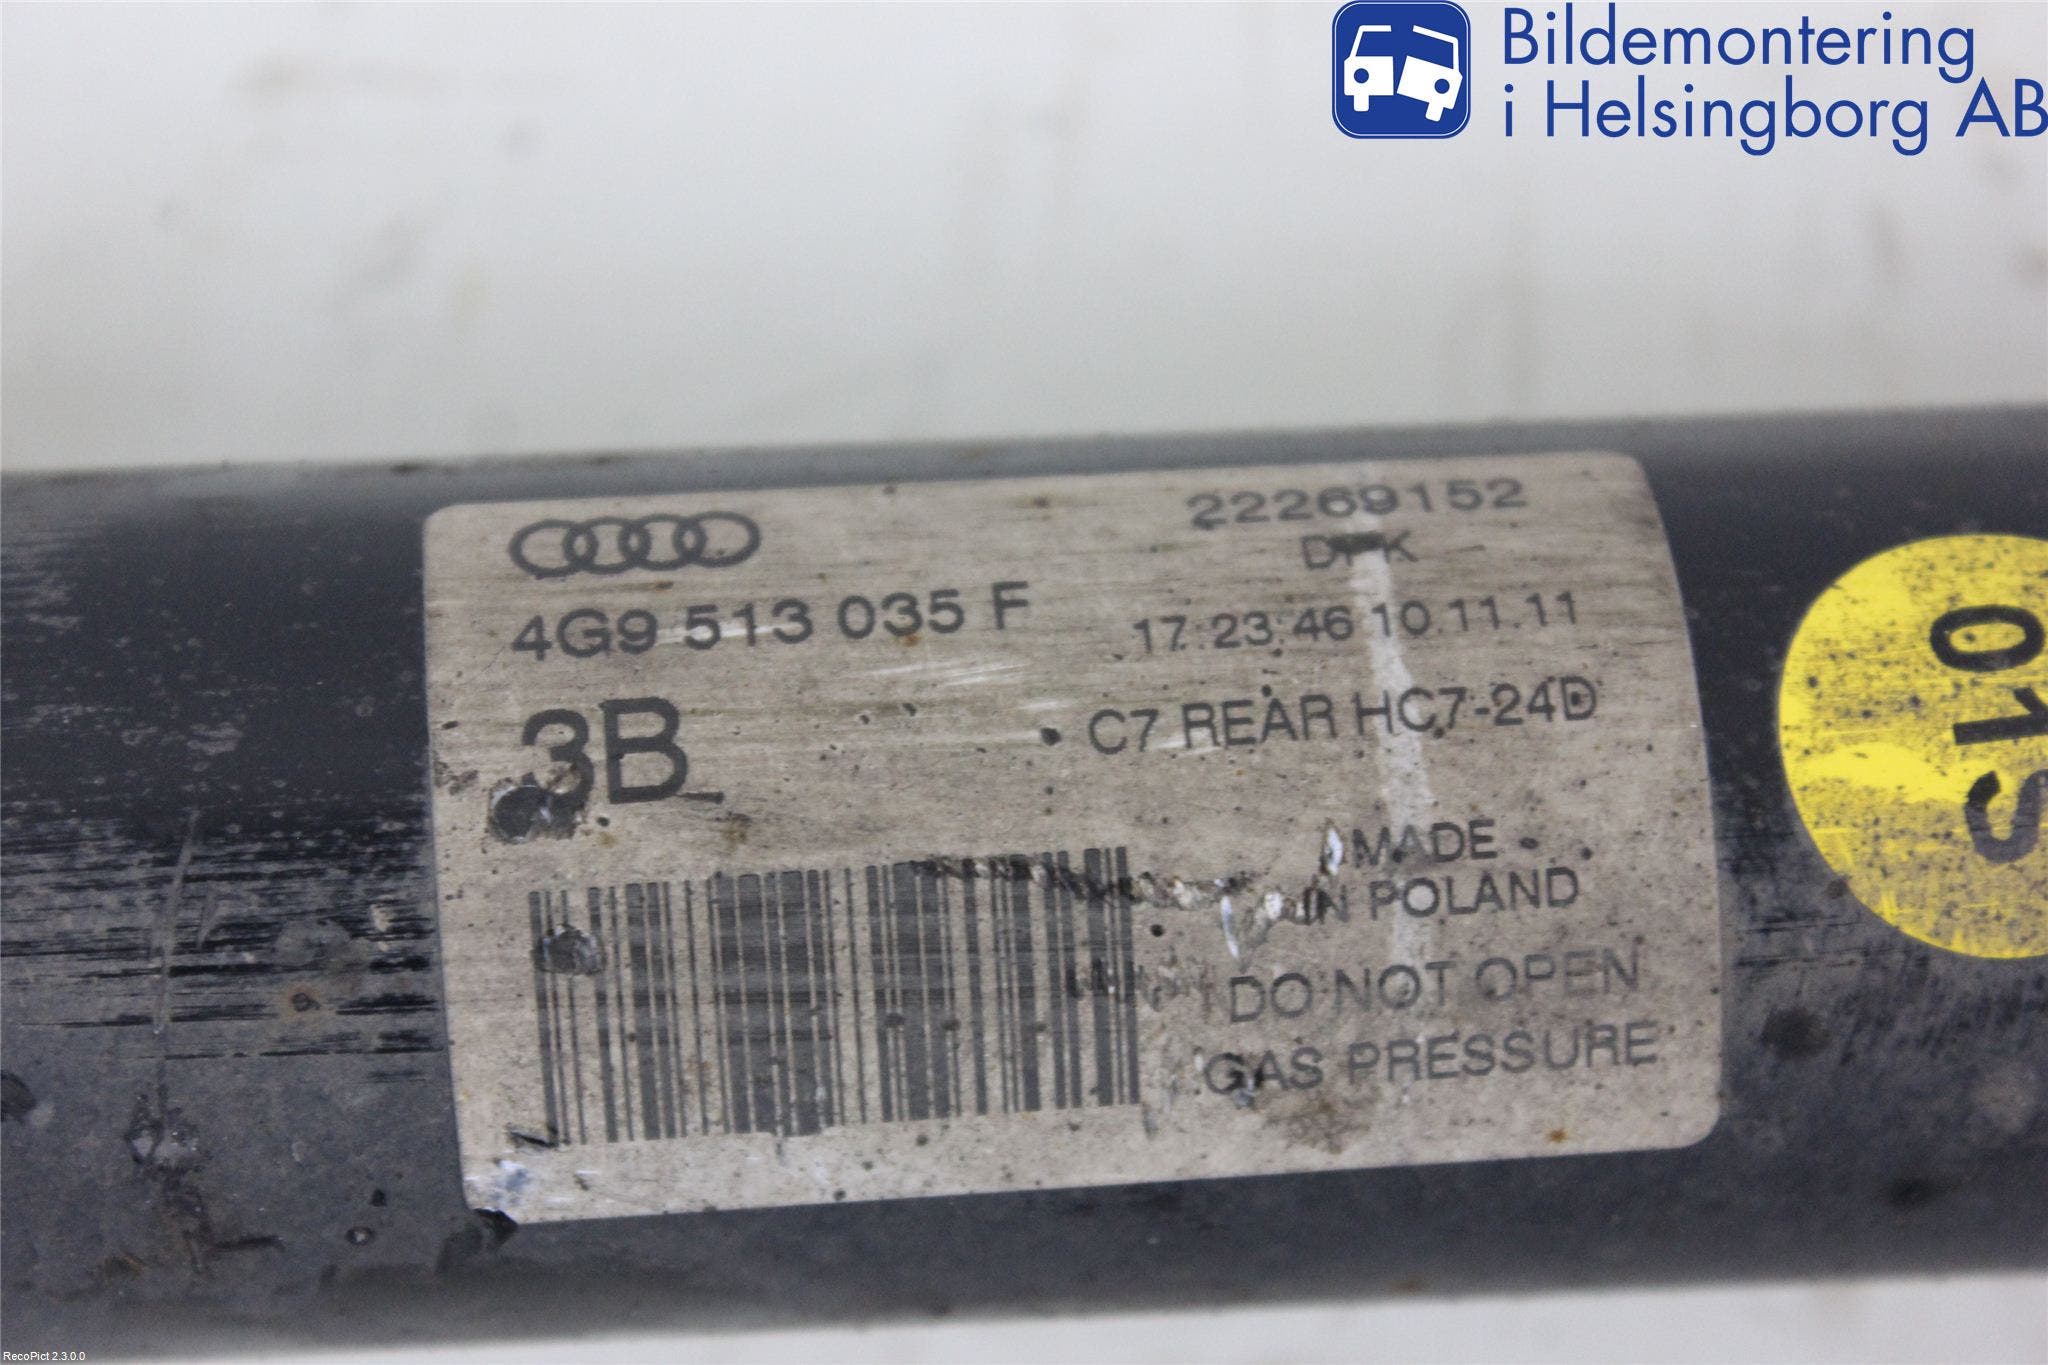 Bildemontering
i Helsingborg AB
22269152
4G9 513 035 F
17:23:46 10.11.11
3B
C7 REAR HC7-24D
MADE
IN POLAND
DO NOT OPEN
GAS PRESSURE
S10
RecoPict 2.3.0.0